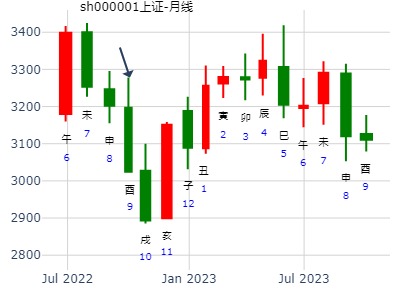 sh000001上证-月线
3400
3300
3200
3100
3000
2900
2800
午
6
未
7
申
8
酉
9
戌
10
亥
11
子
12
丑
1
寅
2
卯
3
辰
4
巳
5
午
6
未
7
申
8
酉
9
Jul 2022
Jan 2023
Jul 2023